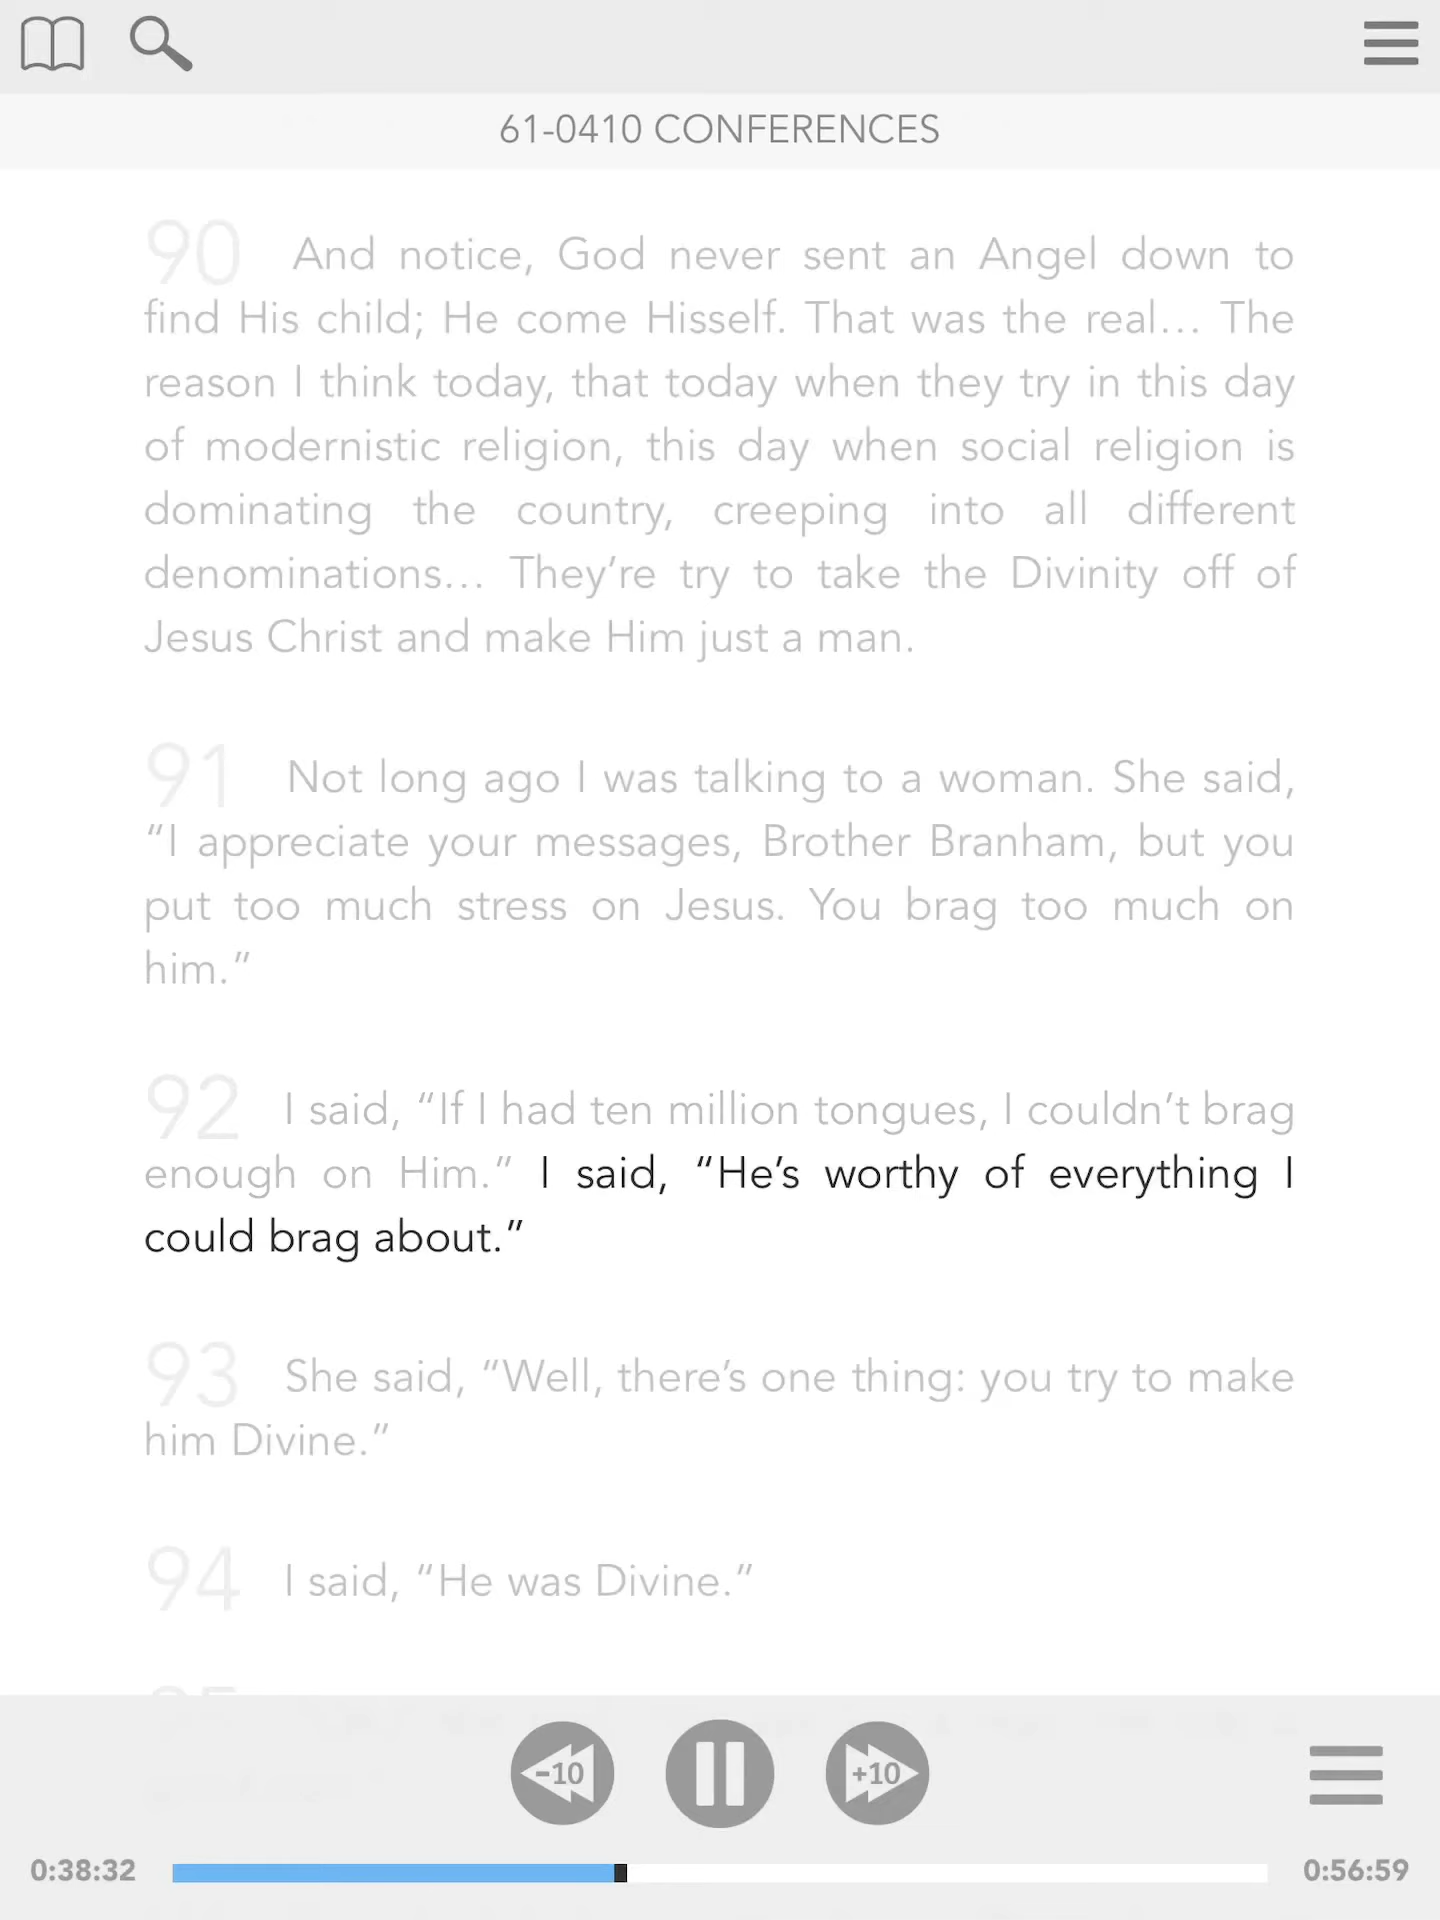 61-0410 CONFERENCES
90 And notice, God never sent an Angel down to
find His child; He come Hisself. That was the real… The
reason I think today, that today when they try in this day
of modernistic religion, this day when social religion is
dominating the country, creeping into all different
denominations… They’re try to take the Divinity off of
Jesus Christ and make Him just a man.
91 Not long ago I was talking to a woman. She said,
“I appreciate your messages, Brother Branham, but you
put too much stress on Jesus. You brag too much on
him.”
92 I said, “If I had ten million tongues, I couldn’t brag
enough on Him.” I said, “He’s worthy of everything I
could brag about.”
93 She said, “Well, there’s one thing: you try to make
him Divine.”
94 I said, “He was Divine.”
-10 +10
0:38:32 0:56:59